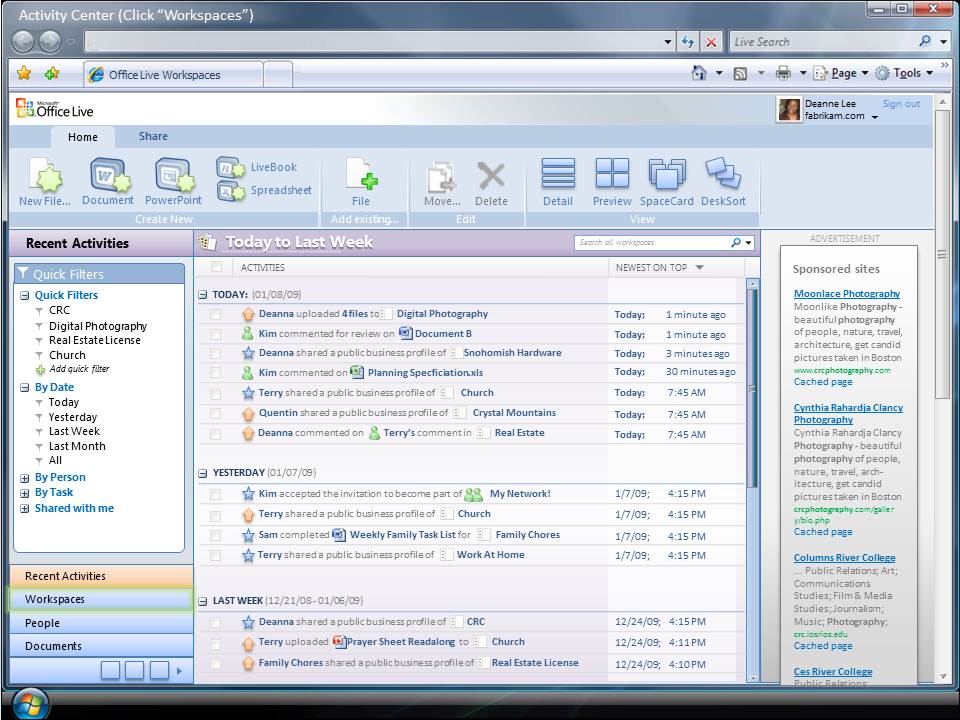 Activity Center (Click “Workspaces”)
Live Search
Office Live Workspaces
Page
Tools
Microsoft
Office Live
Deanne Lee
fabrikam.com
Sign out
Home
Share
New File...
Document
PowerPoint
LiveBook
Spreadsheet
File
Move...
Delete
Detail
Preview
SpaceCard
DeskSort
Create New
Add existing...
Edit
View
Recent Activities
Quick Filters
Quick Filters
CRC
Digital Photography
Real Estate License
Church
Add quick filter
By Date
Today
Yesterday
Last Week
Last Month
All
By Person
By Task
Shared with me
Recent Activities
Workspaces
People
Documents
Today to Last Week
Search all workspaces
ACTIVITIES
NEWEST ON TOP
TODAY: (01/08/09)
Deanna uploaded 4 files to Digital Photography Today: 1 minute ago
Kim commented for review on Document B Today: 1 minute ago
Deanna shared a public business profile of Snohomish Hardware Today: 3 minutes ago
Kim commented on Planning Specficiation.xls Today: 30 minutes ago
Terry shared a public business profile of Church Today: 7:45 AM
Quentin shared a public business profile of Crystal Mountains Today: 7:45 AM
Deanna commented on Terry's comment in Real Estate Today: 7:45 AM
YESTERDAY (01/07/09)
Kim accepted the invitation to become part of My Network! 1/7/09; 4:15 PM
Terry shared a public business profile of Church 1/7/09; 4:15 PM
Sam completed Weekly Family Task List for Family Chores 1/7/09; 4:15 PM
Terry shared a public business profile of Work At Home 1/7/09; 4:15 PM
LAST WEEK (12/21/08 - 01/06/09)
Deanna shared a public business profile of CRC 12/24/09; 4:15 PM
Terry uploaded Prayer Sheet Readalong to Church 12/24/09; 4:11 PM
Family Chores shared a public business profile of Real Estate License 12/24/09; 4:10 PM
ADVERTISEMENT
Sponsored sites
Moonlace Photography
Moonlike Photography -
beautiful photography
of people, nature, travel,
architecture, get candid
pictures taken in Boston
www.crcphotography.com
Cached page
Cynthia Rahardja Clancy
Photography
Cynthia Rahardja Clancy
Photography - beautiful
photography of people,
nature, travel, arch-
itecture, get candid
pictures taken in Boston
crcphotography.com/galler
y/bio.php
Cached page
Columns River College
... Public Relations; Art;
Communications
Studies; Film & Media
Studies; Journalism;
Music; Photography;
crc.losrios.edu
Cached page
Ces River College
Public Relations;